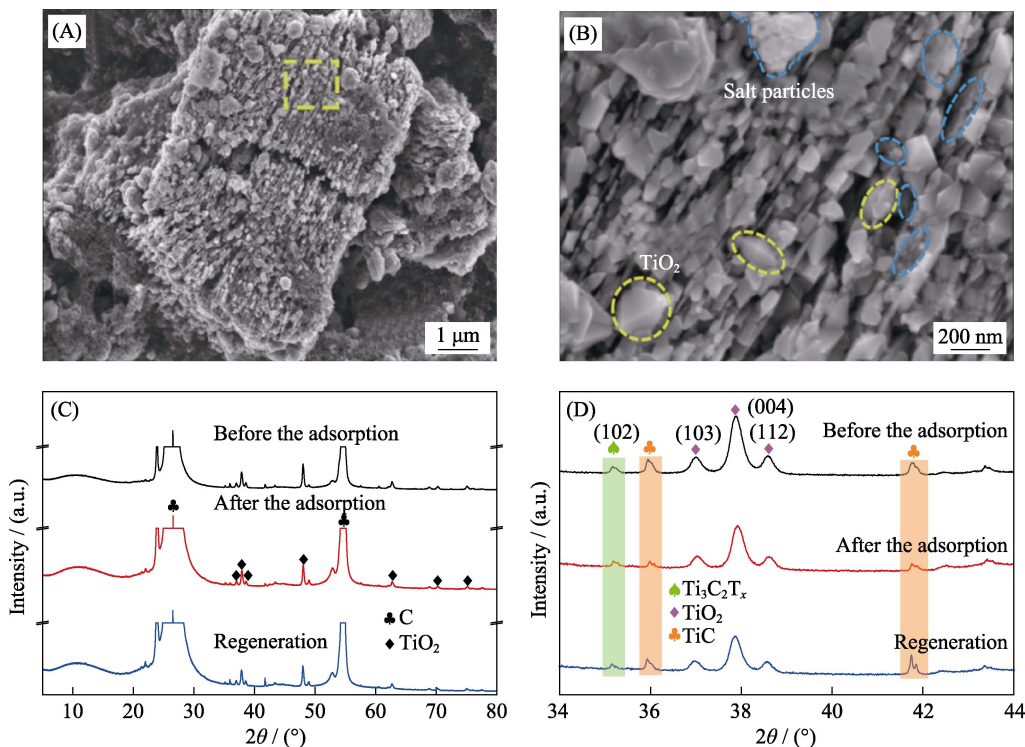 (A)
1 μm
(B)
Salt particles
TiO₂
200 nm
(C)
Before the adsorption
After the adsorption
Regeneration
♣ C
♦ TiO₂
Intensity / (a.u.)
10 20 30 40 50 60 70 80
2θ / (°)
(D)
(102)
(103)
(004)
(112)
Before the adsorption
After the adsorption
♠ Ti₃C₂Tₓ
♦ TiO₂
♣ TiC
Regeneration
Intensity / (a.u.)
34 36 38 40 42 44
2θ / (°)